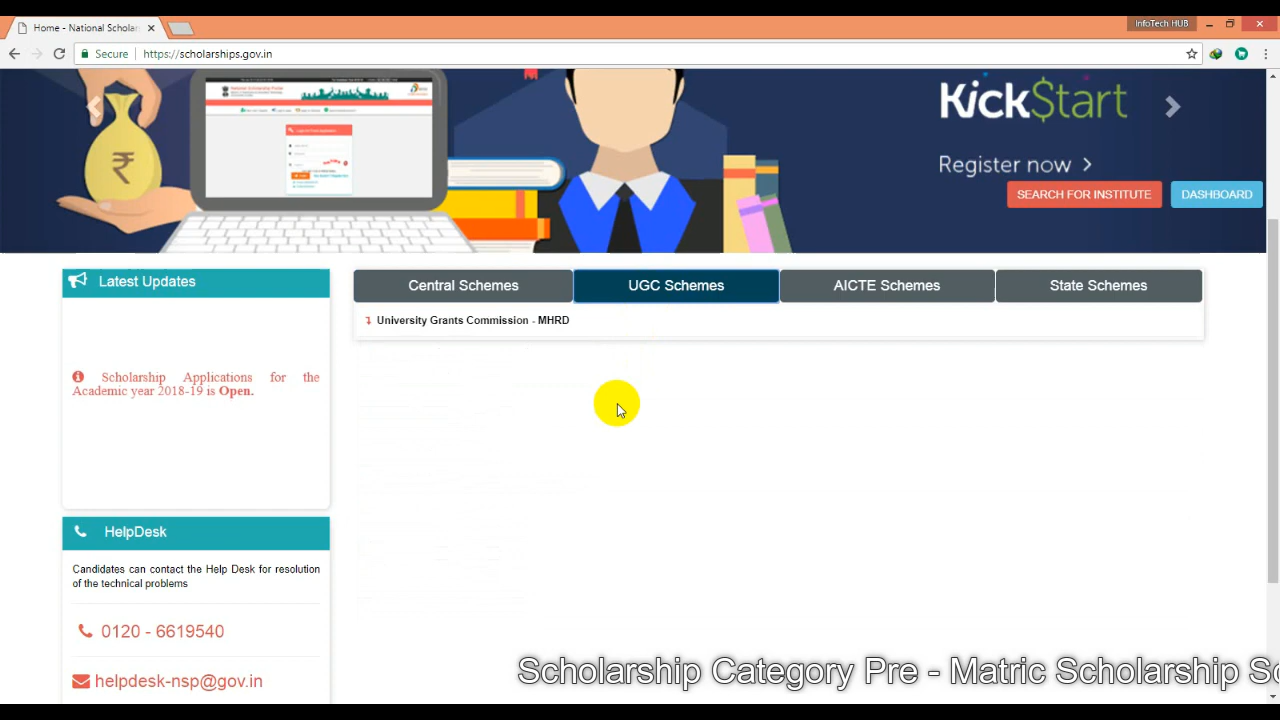 Home - National Scholar
InfoTech HUB
Secure https://scholarships.gov.in
KickStart
Register now
SEARCH FOR INSTITUTE DASHBOARD
Latest Updates
Central Schemes UGC Schemes AICTE Schemes State Schemes
University Grants Commission - MHRD
Scholarship Applications for the
Academic year 2018-19 is Open.
HelpDesk
Candidates can contact the Help Desk for resolution
of the technical problems
0120 - 6619540
helpdesk-nsp@gov.in
Scholarship Category Pre - Matric Scholarship Sc